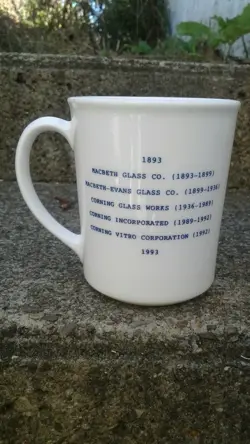 1893
MACBETH GLASS CO. (1893-1899)
MACBETH-EVANS GLASS CO. (1899-1936)
CORNING GLASS WORKS (1936-1989)
CORNING INCORPORATED (1989-1992)
CORNING VITRO CORPORATION (1992)
1993